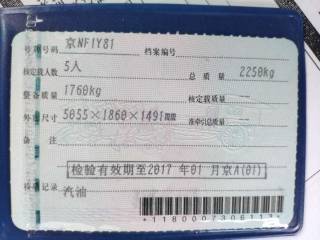 号牌号码 京NF1Y81 档案编号
核定载人数 5人 总质量 2250kg
整备质量 1760kg 核定载质量 —
外廓尺寸 5055×1860×1491mm 准牵引总质量 —
备注
检验有效期至2017 年01 月京A(01)
检验记录 汽油
*1180007306113*